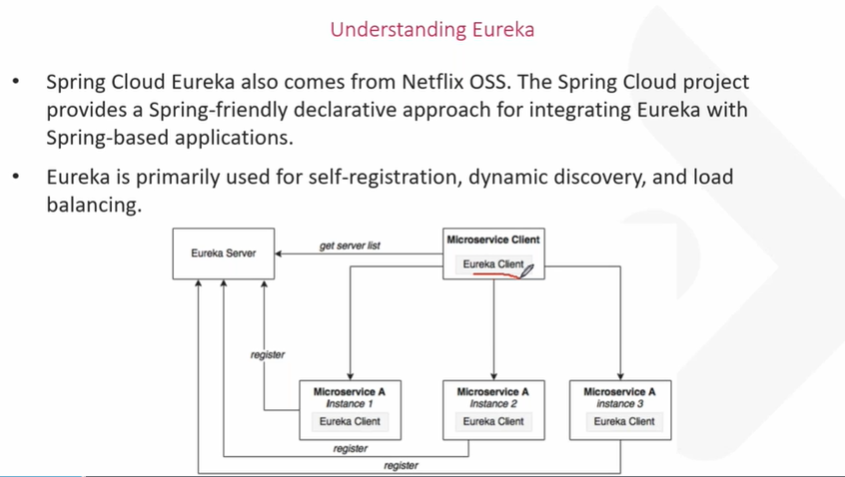 Understanding Eureka
• Spring Cloud Eureka also comes from Netflix OSS. The Spring Cloud project
provides a Spring-friendly declarative approach for integrating Eureka with
Spring-based applications.
• Eureka is primarily used for self-registration, dynamic discovery, and load
balancing.
Eureka Server
get server list
Microservice Client
Eureka Client
register
Microservice A
Instance 1
Eureka Client
Microservice A
Instance 2
Eureka Client
Microservice A
instance 3
Eureka Client
register
register